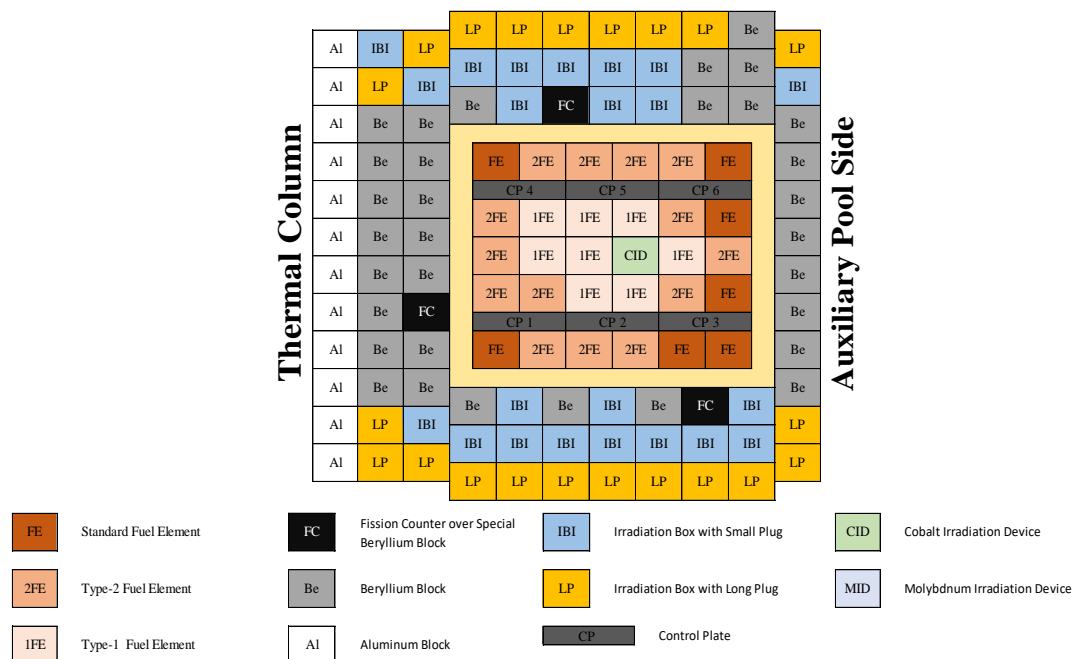 LP LP LP LP LP LP Be
Al IBI LP LP
IBI IBI IBI IBI IBI Be Be
Al LP IBI IBI
Be IBI FC IBI IBI Be Be
Al Be Be Be
Al Be Be FE 2FE 2FE 2FE 2FE FE Be
CP 4 CP 5 CP 6
Al Be Be Be
2FE 1FE 1FE 1FE 2FE FE
Al Be Be Be
2FE 1FE 1FE CID 1FE 2FE
Al Be Be Be
2FE 2FE 1FE 1FE 2FE FE
Al Be FC Be
CP 1 CP 2 CP 3
Al Be Be FE 2FE 2FE 2FE FE FE Be
Al Be Be Be
Be IBI Be IBI Be FC IBI
Al LP IBI LP
IBI IBI IBI IBI IBI IBI IBI
Al LP LP LP
LP LP LP LP LP LP LP
Thermal Column
Auxiliary Pool Side
FE Standard Fuel Element
2FE Type-2 Fuel Element
1FE Type-1 Fuel Element
FC Fission Counter over Special
Beryllium Block
Be Beryllium Block
Al Aluminum Block
IBI Irradiation Box with Small Plug
LP Irradiation Box with Long Plug
CP Control Plate
CID Cobalt Irradiation Device
MID Molybdnum Irradiation Device